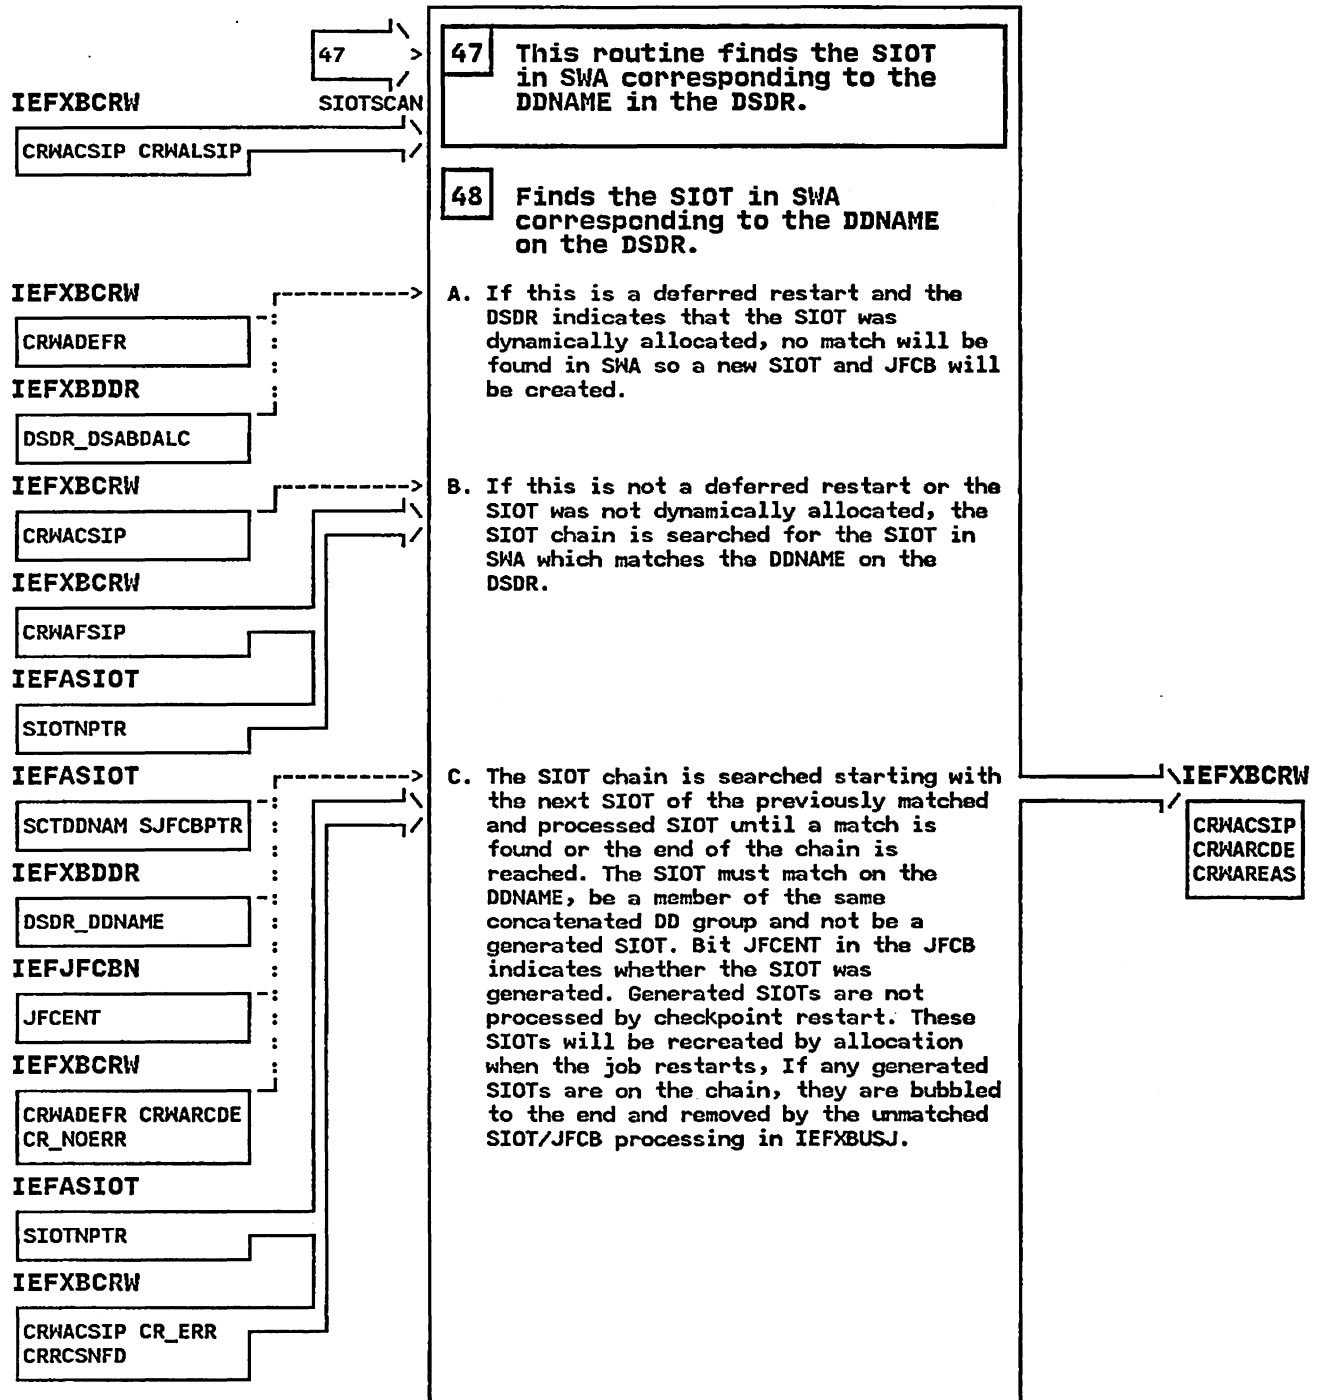 47
SIOTSCAN
IEFXBCRW
CRWACSIP CRWALSIP
47 This routine finds the SIOT
in SWA corresponding to the
DDNAME in the DSDR.
48 Finds the SIOT in SWA
corresponding to the DDNAME
on the DSDR.
IEFXBCRW
CRWADEFR
IEFXBDDR
DSDR_DSABDALC
A. If this is a deferred restart and the
DSDR indicates that the SIOT was
dynamically allocated, no match will be
found in SWA so a new SIOT and JFCB will
be created.
IEFXBCRW
CRWACSIP
IEFXBCRW
CRWAFSIP
IEFASIOT
SIOTNPTR
B. If this is not a deferred restart or the
SIOT was not dynamically allocated, the
SIOT chain is searched for the SIOT in
SWA which matches the DDNAME on the
DSDR.
IEFASIOT
SCTDDNAM SJFCBPTR
IEFXBDDR
DSDR_DDNAME
IEFJFCBN
JFCENT
IEFXBCRW
CRWADEFR CRWARCDE
CR_NOERR
IEFASIOT
SIOTNPTR
IEFXBCRW
CRWACSIP CR_ERR
CRRCSNFD
C. The SIOT chain is searched starting with
the next SIOT of the previously matched
and processed SIOT until a match is
found or the end of the chain is
reached. The SIOT must match on the
DDNAME, be a member of the same
concatenated DD group and not be a
generated SIOT. Bit JFCENT in the JFCB
indicates whether the SIOT was
generated. Generated SIOTs are not
processed by checkpoint restart. These
SIOTs will be recreated by allocation
when the job restarts, If any generated
SIOTs are on the chain, they are bubbled
to the end and removed by the unmatched
SIOT/JFCB processing in IEFXBUSJ.
IEFXBCRW
CRWACSIP
CRWARCDE
CRWAREAS